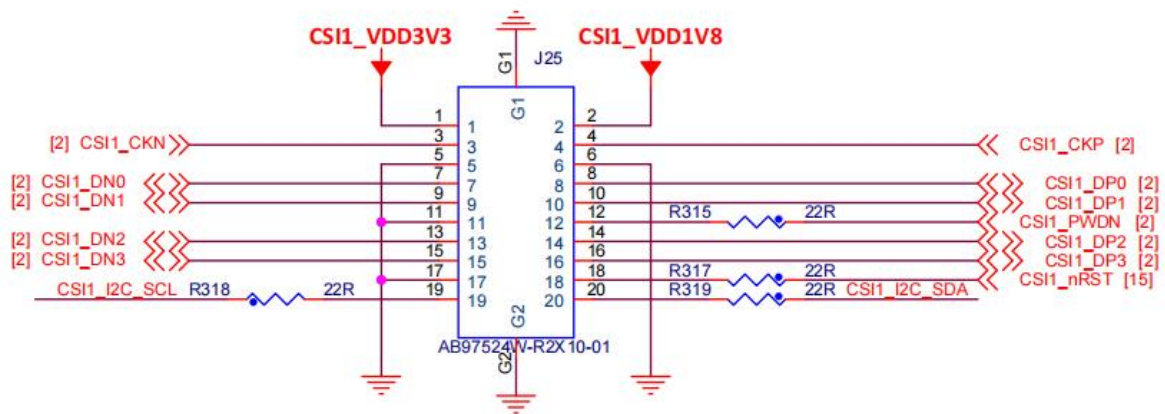 CSI1_VDD3V3 CSI1_VDD1V8
G1 J25
G1
1 1 2 2
[2] CSI1_CKN 3 3 4 4 CSI1_CKP [2]
5 5 6 6
[2] CSI1_DN0 7 7 8 8 CSI1_DP0 [2]
[2] CSI1_DN1 9 9 10 10 CSI1_DP1 [2]
11 11 12 12 R315 22R CSI1_PWDN [2]
[2] CSI1_DN2 13 13 14 14 CSI1_DP2 [2]
[2] CSI1_DN3 15 15 16 16 CSI1_DP3 [2]
17 17 18 18 R317 22R CSI1_nRST [15]
CSI1_I2C_SCL R318 22R 19 19 20 20 R319 22R CSI1_I2C_SDA
G2
AB97524W-R2X10-01
G2